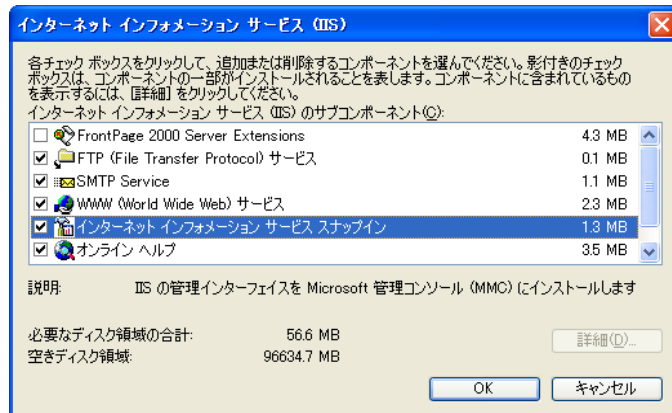 インターネット インフォメーション サービス (IIS)
各チェック ボックスをクリックして、追加または削除するコンポーネントを選んでください。影付きのチェック
ボックスは、コンポーネントの一部がインストールされることを表します。コンポーネントに含まれているもの
を表示するには、[詳細] をクリックしてください。
インターネット インフォメーション サービス (IIS) のサブコンポーネント(C):
FrontPage 2000 Server Extensions 4.3 MB
FTP (File Transfer Protocol) サービス 0.1 MB
SMTP Service 1.1 MB
WWW (World Wide Web) サービス 2.3 MB
インターネット インフォメーション サービス スナップイン 1.3 MB
オンライン ヘルプ 3.5 MB
説明: IIS の管理インターフェイスを Microsoft 管理コンソール (MMC) にインストールします
必要なディスク領域の合計: 56.6 MB
空きディスク領域: 96634.7 MB
詳細(D)...
OK キャンセル